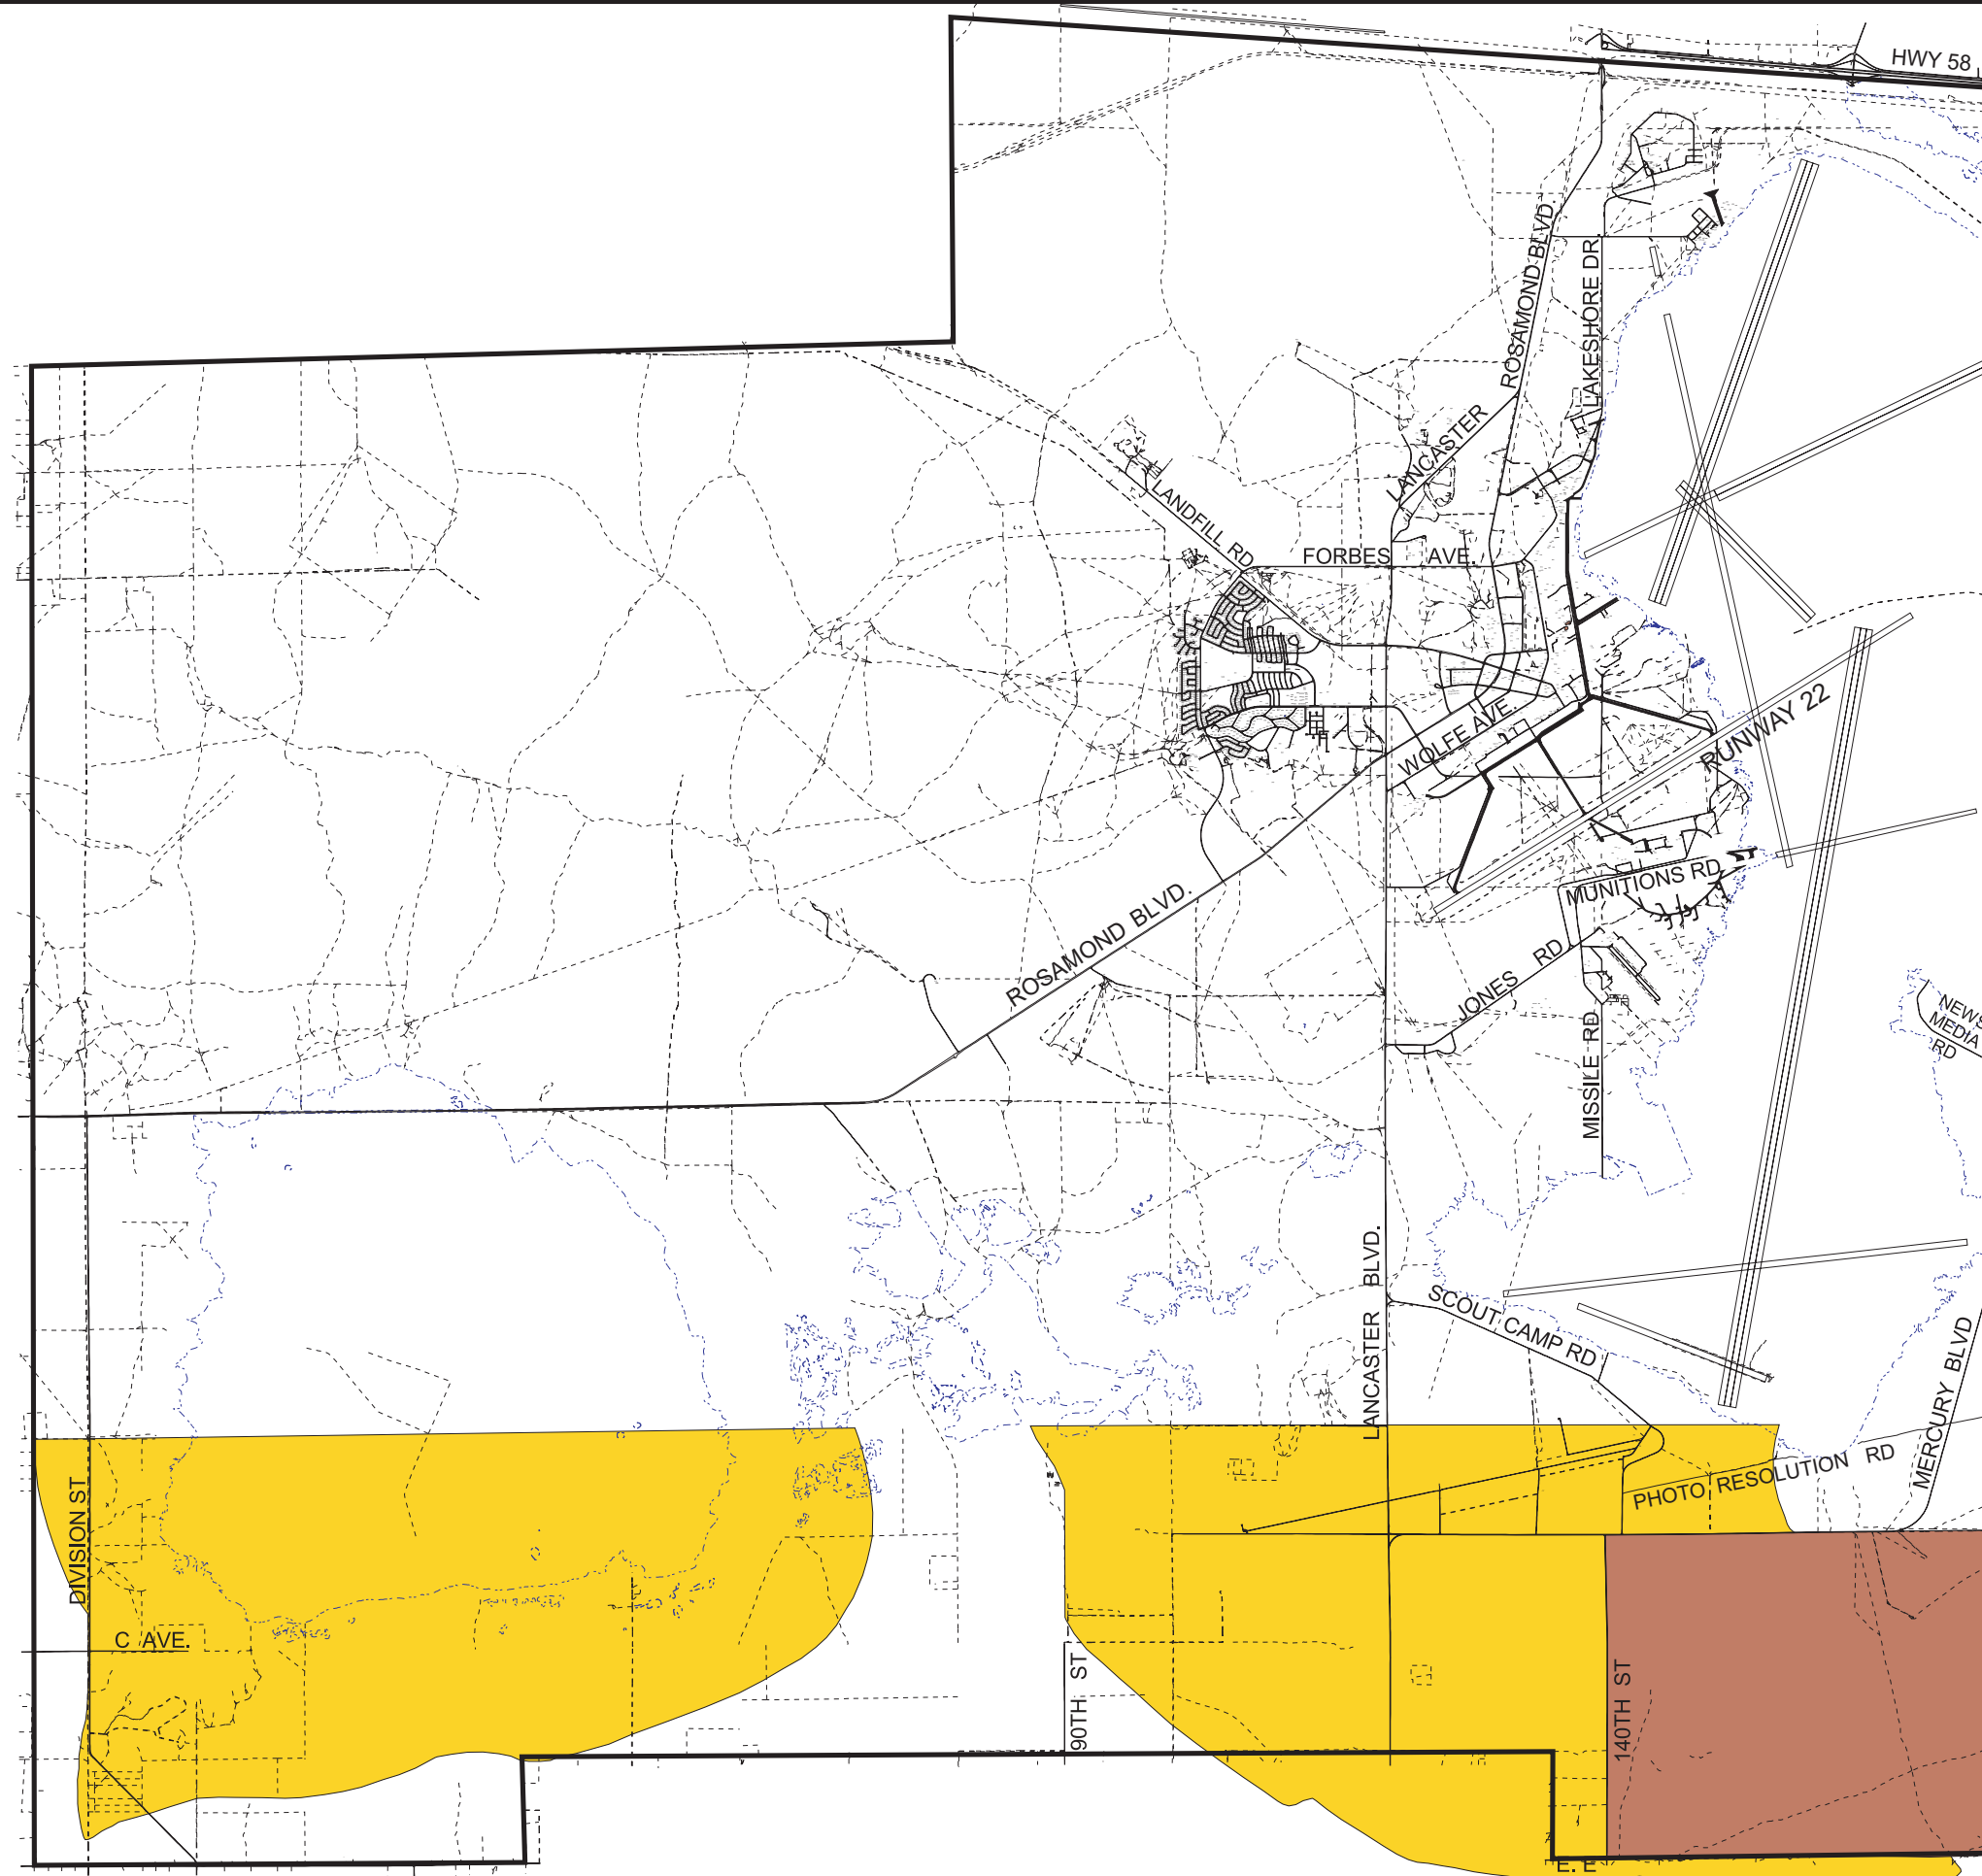 HWY 58
ROSAMOND BLVD.
LAKESHORE DR.
LANCASTER
LANDFILL RD
FORBES AVE.
WOLFE AVE.
RUNWAY 22
MUNITIONS RD
ROSAMOND BLVD.
JONES RD
MISSILE RD
NEWS
MEDIA
RD
LANCASTER BLVD.
SCOUT CAMP RD
MERCURY BLVD
PHOTO RESOLUTION RD
DIVISION ST
C AVE.
90TH ST
140TH ST
E. E